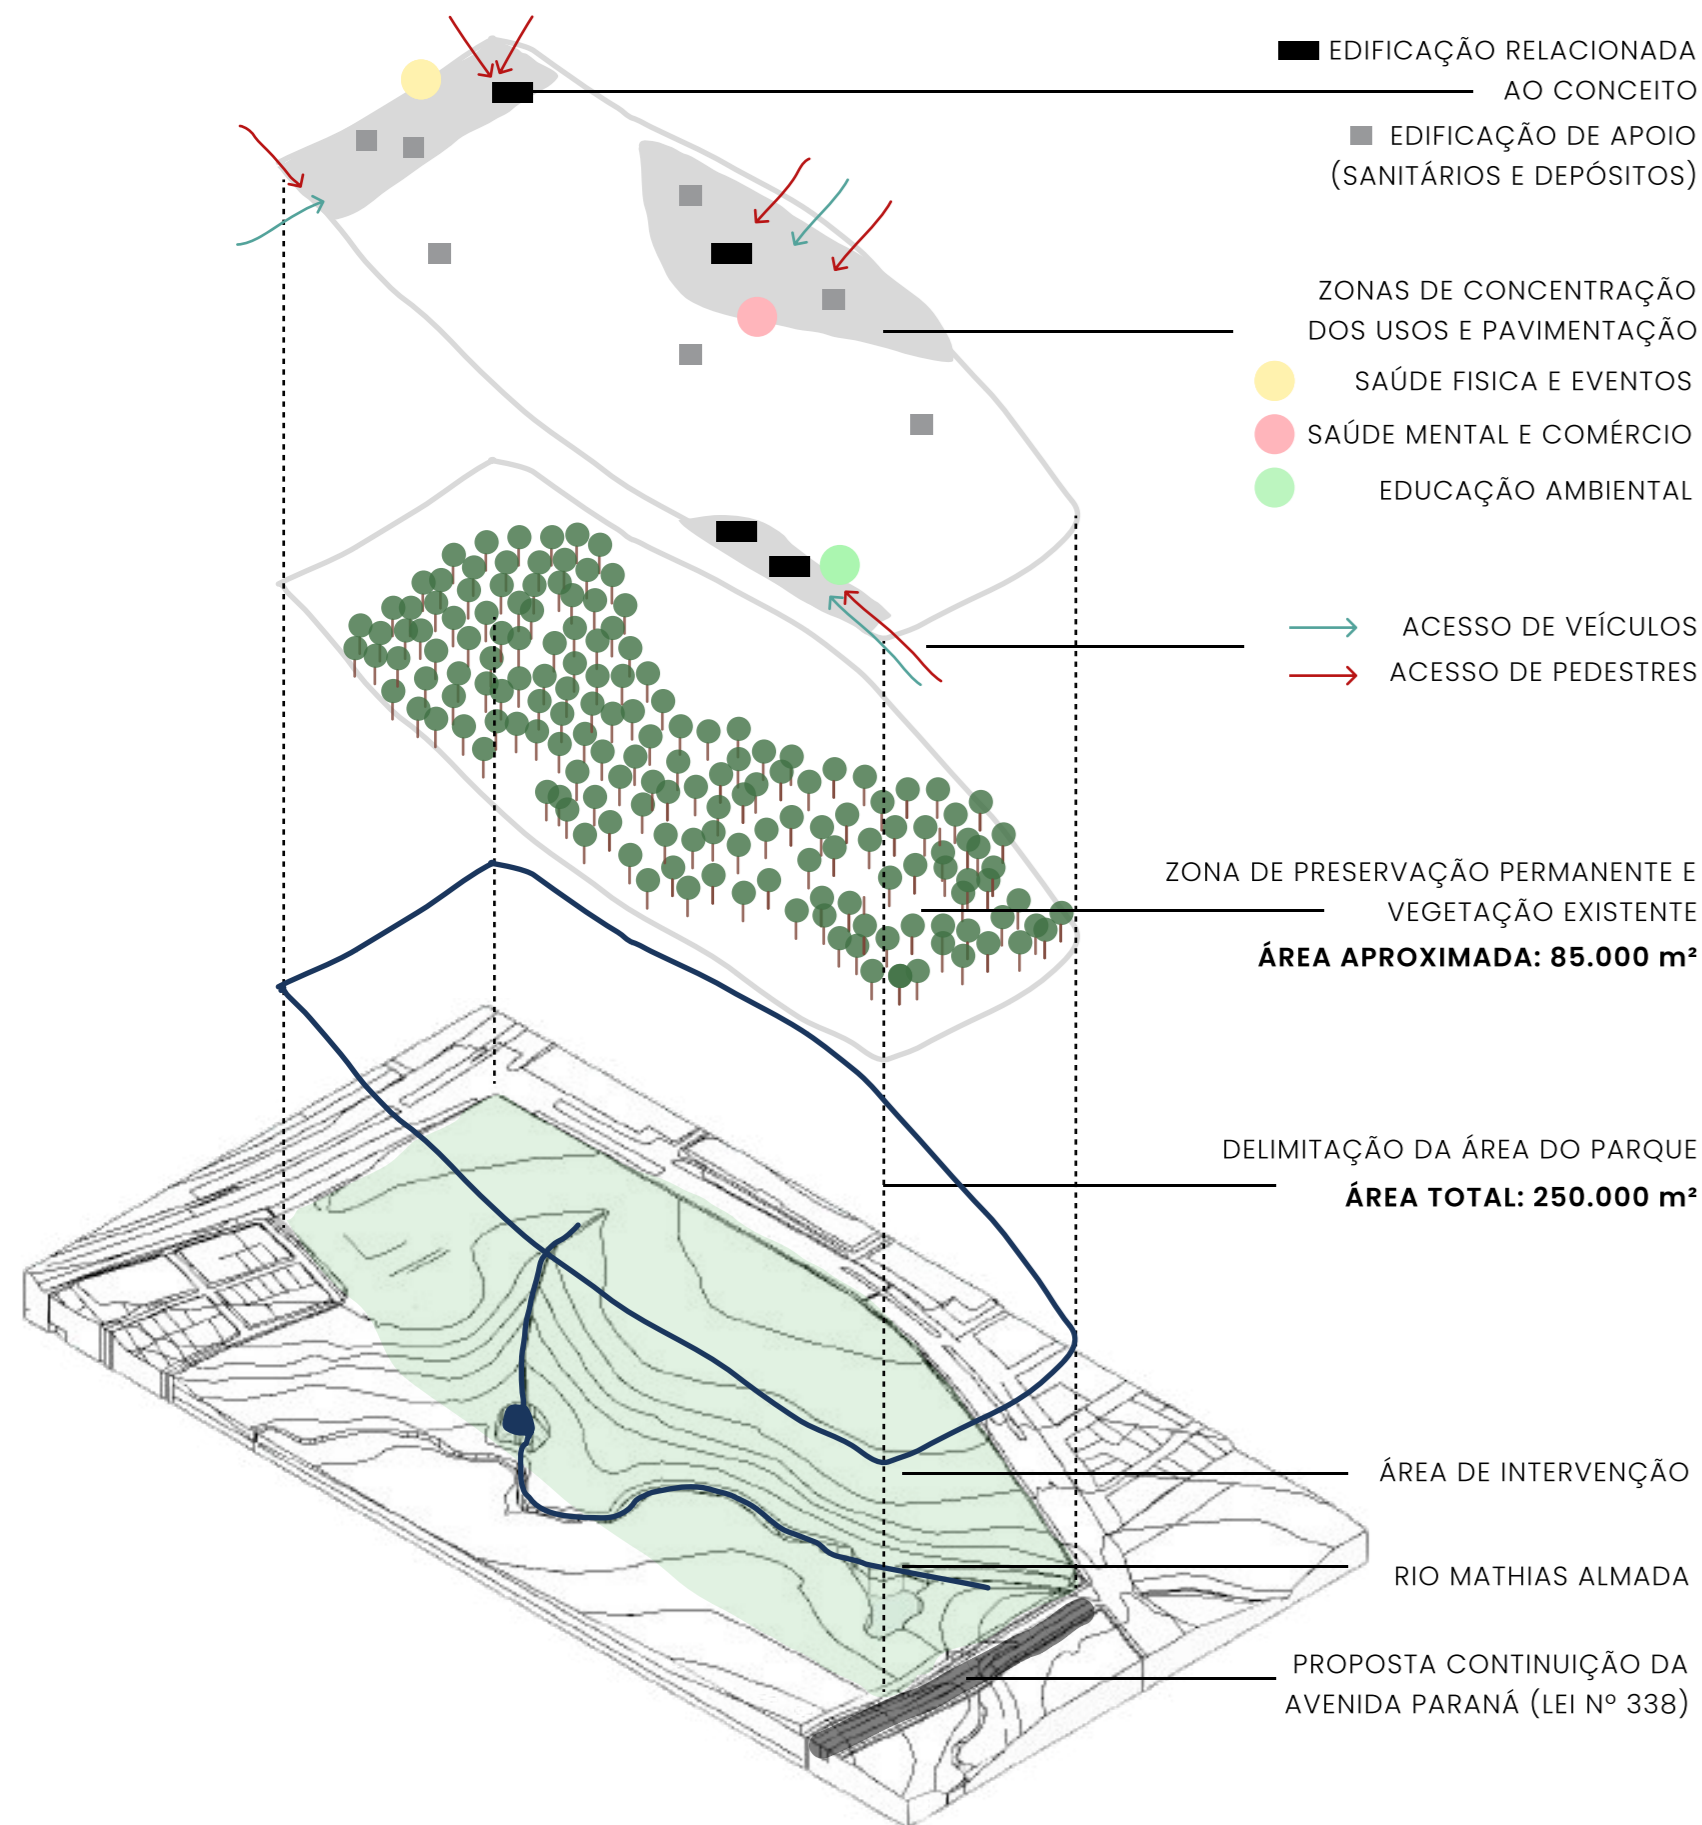 EDIFICAÇÃO RELACIONADA
AO CONCEITO
EDIFICAÇÃO DE APOIO
(SANITÁRIOS E DEPÓSITOS)
ZONAS DE CONCENTRAÇÃO
DOS USOS E PAVIMENTAÇÃO
SAÚDE FISICA E EVENTOS
SAÚDE MENTAL E COMÉRCIO
EDUCAÇÃO AMBIENTAL
ACESSO DE VEÍCULOS
ACESSO DE PEDESTRES
ZONA DE PRESERVAÇÃO PERMANENTE E
VEGETAÇÃO EXISTENTE
ÁREA APROXIMADA: 85.000 m²
DELIMITAÇÃO DA ÁREA DO PARQUE
ÁREA TOTAL: 250.000 m²
ÁREA DE INTERVENÇÃO
RIO MATHIAS ALMADA
PROPOSTA CONTINUIÇÃO DA
AVENIDA PARANÁ (LEI Nº 338)